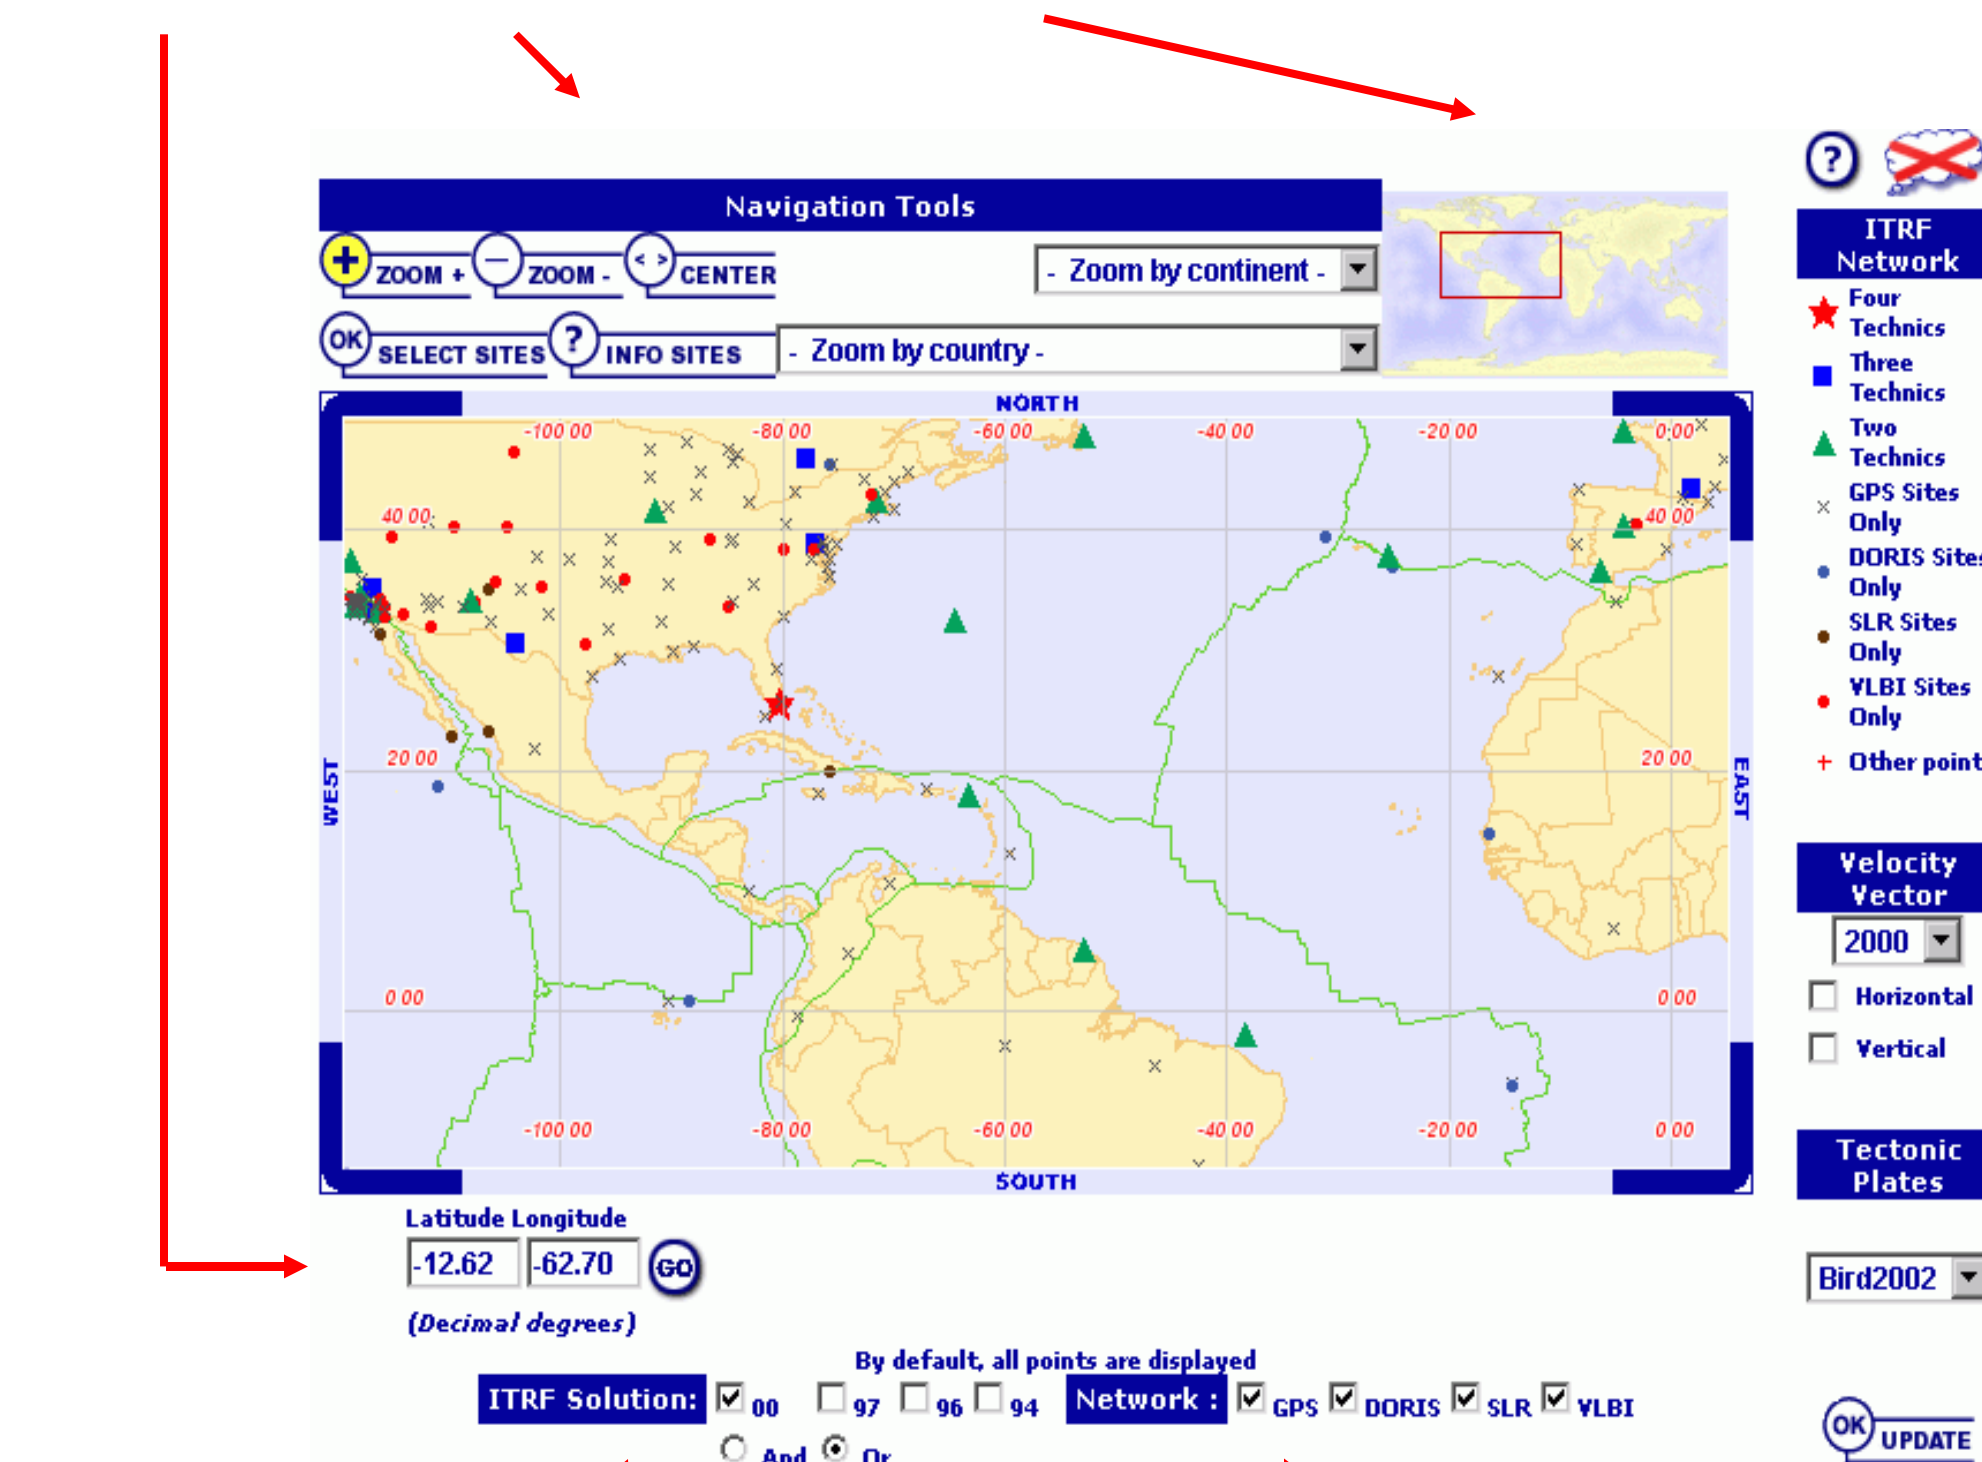 Navigation Tools
ZOOM + ZOOM - CENTER
- Zoom by continent -
SELECT SITES INFO SITES
OK ?
- Zoom by country -
NORTH
-100 00 -80 00 -60 00 -40 00 -20 00 0 00
40 00 40 00
20 00 20 00
WEST
EAST
0 00 0 00
-100 00 -80 00 -60 00 -40 00 -20 00 0 00
SOUTH
Latitude Longitude
-12.62 -62.70 GO
(Decimal degrees)
By default, all points are displayed
ITRF Solution: 00 97 96 94 Network : GPS DORIS SLR VLBI
And Or
?
ITRF
Network
Four
Technics
Three
Technics
Two
Technics
GPS Sites
Only
DORIS Sites
Only
SLR Sites
Only
VLBI Sites
Only
Other point
Velocity
Vector
2000
Horizontal
Vertical
Tectonic
Plates
Bird2002
OK UPDATE